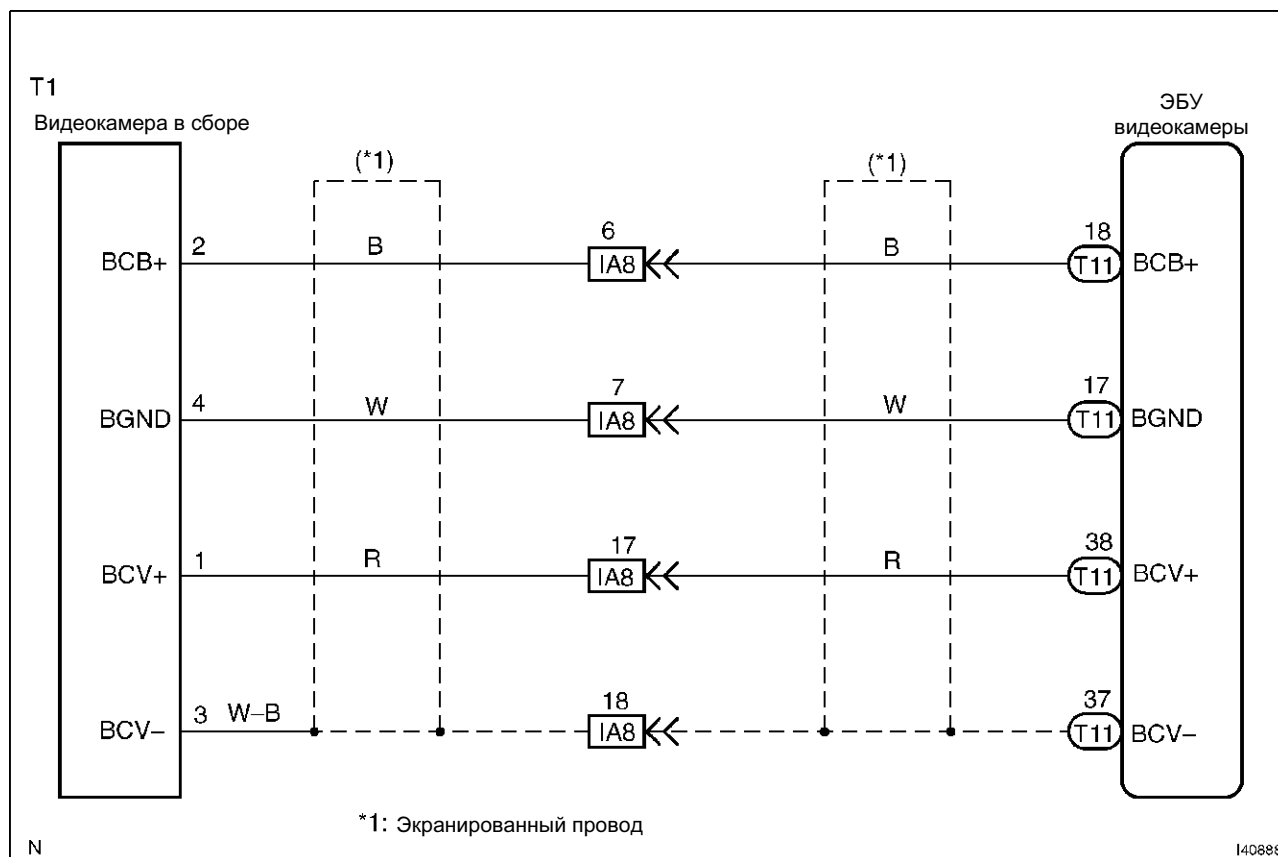 T1
Видеокамера в сборе
ЭБУ
видеокамеры
(*1) (*1)
BCB+ 2 B 6 IA8 B 18 T11 BCB+
BGND 4 W 7 IA8 W 17 T11 BGND
BCV+ 1 R 17 IA8 R 38 T11 BCV+
BCV– 3 W–B 18 IA8 37 T11 BCV–
*1: Экранированный провод
N